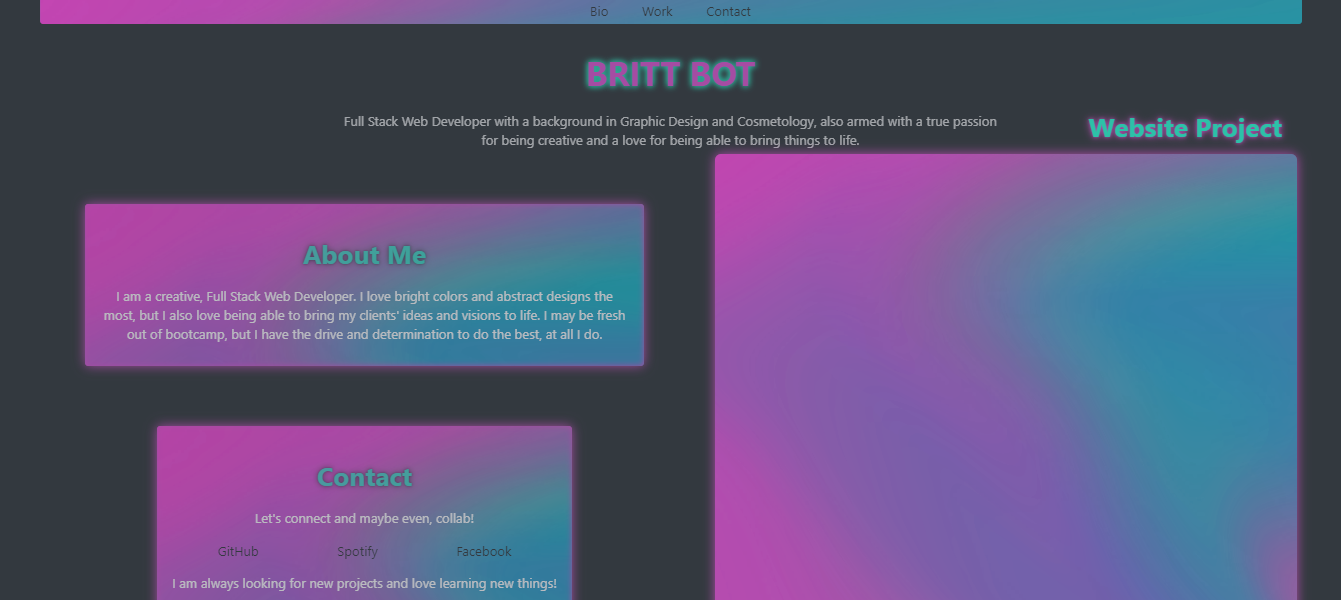 Bio Work Contact
BRITT BOT
Full Stack Web Developer with a background in Graphic Design and Cosmetology, also armed with a true passion
for being creative and a love for being able to bring things to life.
Website Project
About Me
I am a creative, Full Stack Web Developer. I love bright colors and abstract designs the
most, but I also love being able to bring my clients' ideas and visions to life. I may be fresh
out of bootcamp, but I have the drive and determination to do the best, at all I do.
Contact
Let's connect and maybe even, collab!
GitHub Spotify Facebook
I am always looking for new projects and love learning new things!